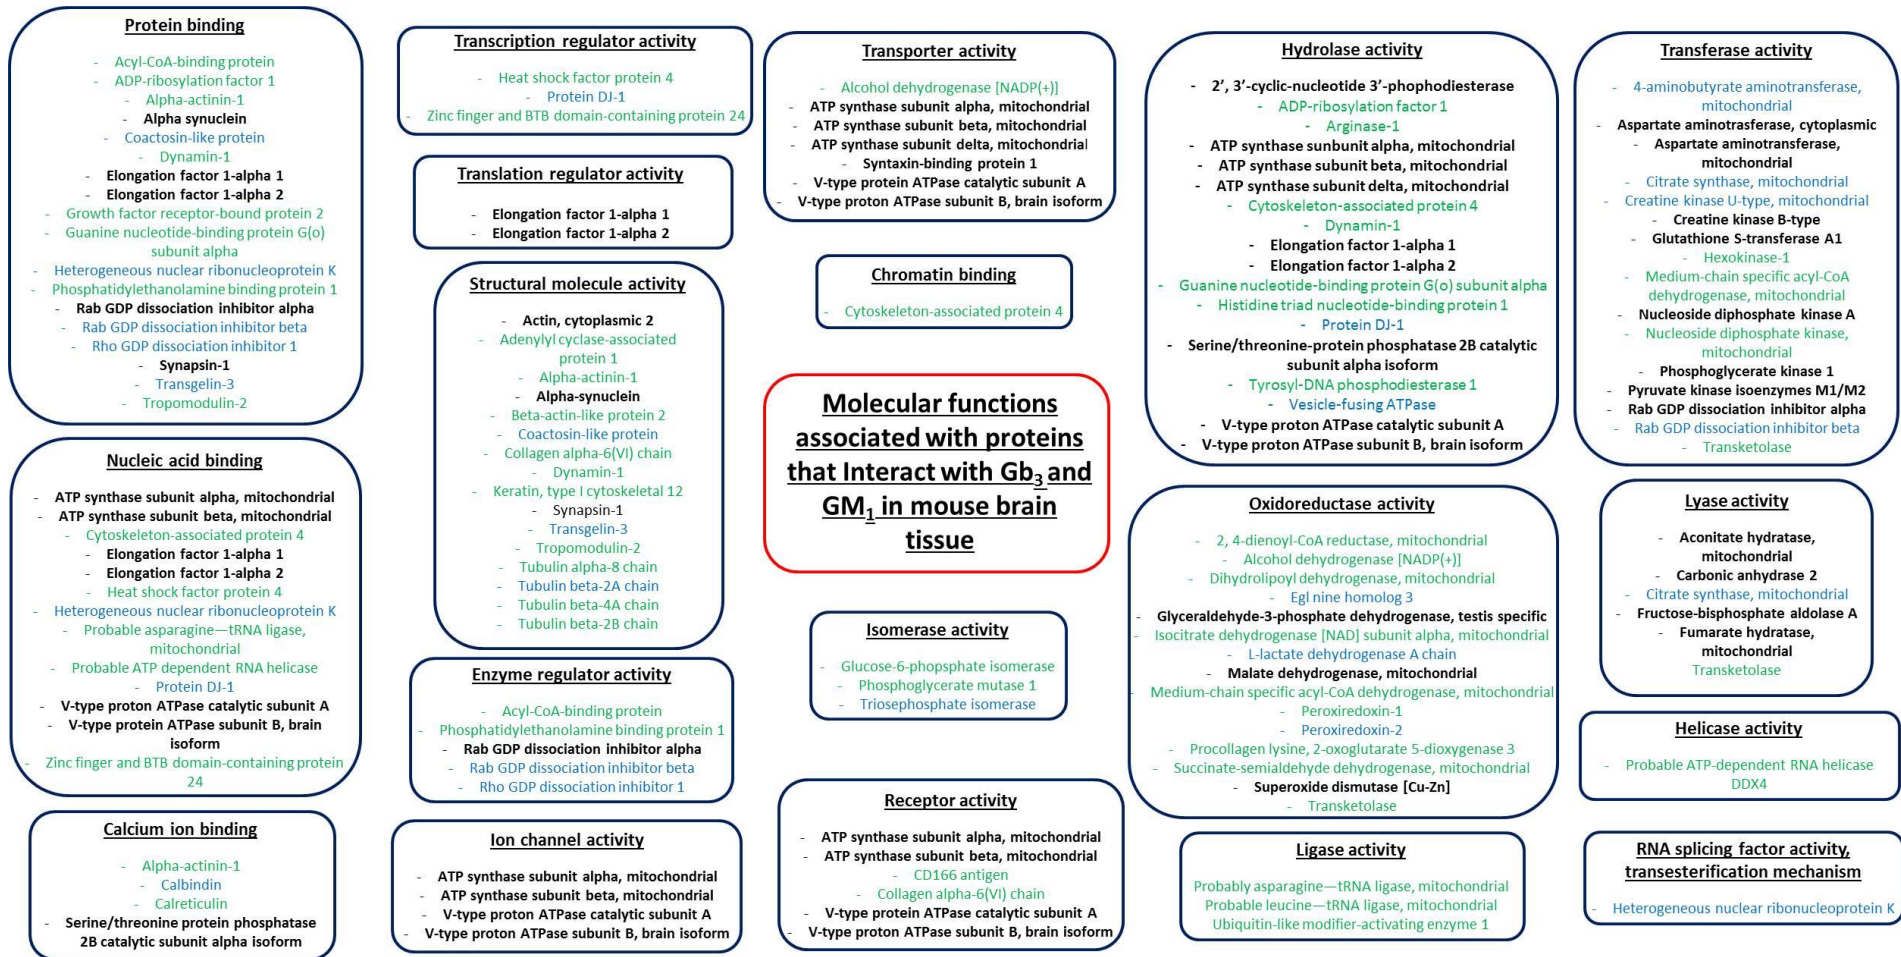 Protein binding
- Acyl-CoA-binding protein
- ADP-ribosylation factor 1
- Alpha-actinin-1
- Alpha synuclein
- Coactosin-like protein
- Dynamin-1
- Elongation factor 1-alpha 1
- Elongation factor 1-alpha 2
- Growth factor receptor-bound protein 2
- Guanine nucleotide-binding protein G(o)
subunit alpha
- Heterogeneous nuclear ribonucleoprotein K
- Phosphatidylethanolamine binding protein 1
- Rab GDP dissociation inhibitor alpha
- Rab GDP dissociation inhibitor beta
- Rho GDP dissociation inhibitor 1
- Synapsin-1
- Transgelin-3
- Tropomodulin-2
Nucleic acid binding
- ATP synthase subunit alpha, mitochondrial
- ATP synthase subunit beta, mitochondrial
- Cytoskeleton-associated protein 4
- Elongation factor 1-alpha 1
- Elongation factor 1-alpha 2
- Heat shock factor protein 4
- Heterogeneous nuclear ribonucleoprotein K
- Probable asparagine—tRNA ligase,
mitochondrial
- Probable ATP dependent RNA helicase
- Protein DJ-1
- V-type proton ATPase catalytic subunit A
- V-type protein ATPase subunit B, brain
isoform
- Zinc finger and BTB domain-containing protein
24
Calcium ion binding
- Alpha-actinin-1
- Calbindin
- Calreticulin
- Serine/threonine protein phosphatase
2B catalytic subunit alpha isoform
Transcription regulator activity
- Heat shock factor protein 4
- Protein DJ-1
- Zinc finger and BTB domain-containing protein 24
Translation regulator activity
- Elongation factor 1-alpha 1
- Elongation factor 1-alpha 2
Structural molecule activity
- Actin, cytoplasmic 2
- Adenylyl cyclase-associated
protein 1
- Alpha-actinin-1
- Alpha-synuclein
- Beta-actin-like protein 2
- Coactosin-like protein
- Collagen alpha-6(VI) chain
- Dynamin-1
- Keratin, type I cytoskeletal 12
- Synapsin-1
- Transgelin-3
- Tropomodulin-2
- Tubulin alpha-8 chain
- Tubulin beta-2A chain
- Tubulin beta-4A chain
- Tubulin beta-2B chain
Enzyme regulator activity
- Acyl-CoA-binding protein
- Phosphatidylethanolamine binding protein 1
- Rab GDP dissociation inhibitor alpha
- Rab GDP dissociation inhibitor beta
- Rho GDP dissociation inhibitor 1
Ion channel activity
- ATP synthase subunit alpha, mitochondrial
- ATP synthase subunit beta, mitochondrial
- V-type proton ATPase catalytic subunit A
- V-type proton ATPase subunit B, brain isoform
Transporter activity
- Alcohol dehydrogenase [NADP(+)]
- ATP synthase subunit alpha, mitochondrial
- ATP synthase subunit beta, mitochondrial
- ATP synthase subunit delta, mitochondrial
- Syntaxin-binding protein 1
- V-type protein ATPase catalytic subunit A
- V-type proton ATPase subunit B, brain isoform
Chromatin binding
- Cytoskeleton-associated protein 4
Molecular functions
associated with proteins
that Interact with Gb3 and
GM1 in mouse brain
tissue
Isomerase activity
- Glucose-6-phopsphate isomerase
- Phosphoglycerate mutase 1
- Triosephosphate isomerase
Receptor activity
- ATP synthase subunit alpha, mitochondrial
- ATP synthase subunit beta, mitochondrial
- CD166 antigen
- Collagen alpha-6(VI) chain
- V-type protein ATPase catalytic subunit A
- V-type proton ATPase subunit B, brain isoform
Hydrolase activity
- 2’, 3’-cyclic-nucleotide 3’-phophodiesterase
- ADP-ribosylation factor 1
- Arginase-1
- ATP synthase sunbunit alpha, mitochondrial
- ATP synthase subunit beta, mitochondrial
- ATP synthase subunit delta, mitochondrial
- Cytoskeleton-associated protein 4
- Dynamin-1
- Elongation factor 1-alpha 1
- Elongation factor 1-alpha 2
- Guanine nucleotide-binding protein G(o) subunit alpha
- Histidine triad nucleotide-binding protein 1
- Protein DJ-1
- Serine/threonine-protein phosphatase 2B catalytic
subunit alpha isoform
- Tyrosyl-DNA phosphodiesterase 1
- Vesicle-fusing ATPase
- V-type proton ATPase catalytic subunit A
- V-type proton ATPase subunit B, brain isoform
Oxidoreductase activity
- 2, 4-dienoyl-CoA reductase, mitochondrial
- Alcohol dehydrogenase [NADP(+)]
- Dihydrolipoyl dehydrogenase, mitochondrial
- Egl nine homolog 3
- Glyceraldehyde-3-phosphate dehydrogenase, testis specific
- Isocitrate dehydrogenase [NAD] subunit alpha, mitochondrial
- L-lactate dehydrogenase A chain
- Malate dehydrogenase, mitochondrial
- Medium-chain specific acyl-CoA dehydrogenase, mitochondrial
- Peroxiredoxin-1
- Peroxiredoxin-2
- Procollagen lysine, 2-oxoglutarate 5-dioxygenase 3
- Succinate-semialdehyde dehydrogenase, mitochondrial
- Superoxide dismutase [Cu-Zn]
- Transketolase
Ligase activity
Probably asparagine—tRNA ligase, mitochondrial
Probable leucine—tRNA ligase, mitochondrial
Ubiquitin-like modifier-activating enzyme 1
Transferase activity
- 4-aminobutyrate aminotransferase,
mitochondrial
- Aspartate aminotrasferase, cytoplasmic
- Aspartate aminotransferase,
mitochondrial
- Citrate synthase, mitochondrial
- Creatine kinase U-type, mitochondrial
- Creatine kinase B-type
- Glutathione S-transferase A1
- Hexokinase-1
- Medium-chain specific acyl-CoA
dehydrogenase, mitochondrial
- Nucleoside diphosphate kinase A
- Nucleoside diphosphate kinase,
mitochondrial
- Phosphoglycerate kinase 1
- Pyruvate kinase isoenzymes M1/M2
- Rab GDP dissociation inhibitor alpha
- Rab GDP dissociation inhibitor beta
- Transketolase
Lyase activity
- Aconitate hydratase,
mitochondrial
- Carbonic anhydrase 2
- Citrate synthase, mitochondrial
- Fructose-bisphosphate aldolase A
- Fumarate hydratase,
mitochondrial
Transketolase
Helicase activity
- Probable ATP-dependent RNA helicase
DDX4
RNA splicing factor activity,
transesterification mechanism
- Heterogeneous nuclear ribonucleoprotein K